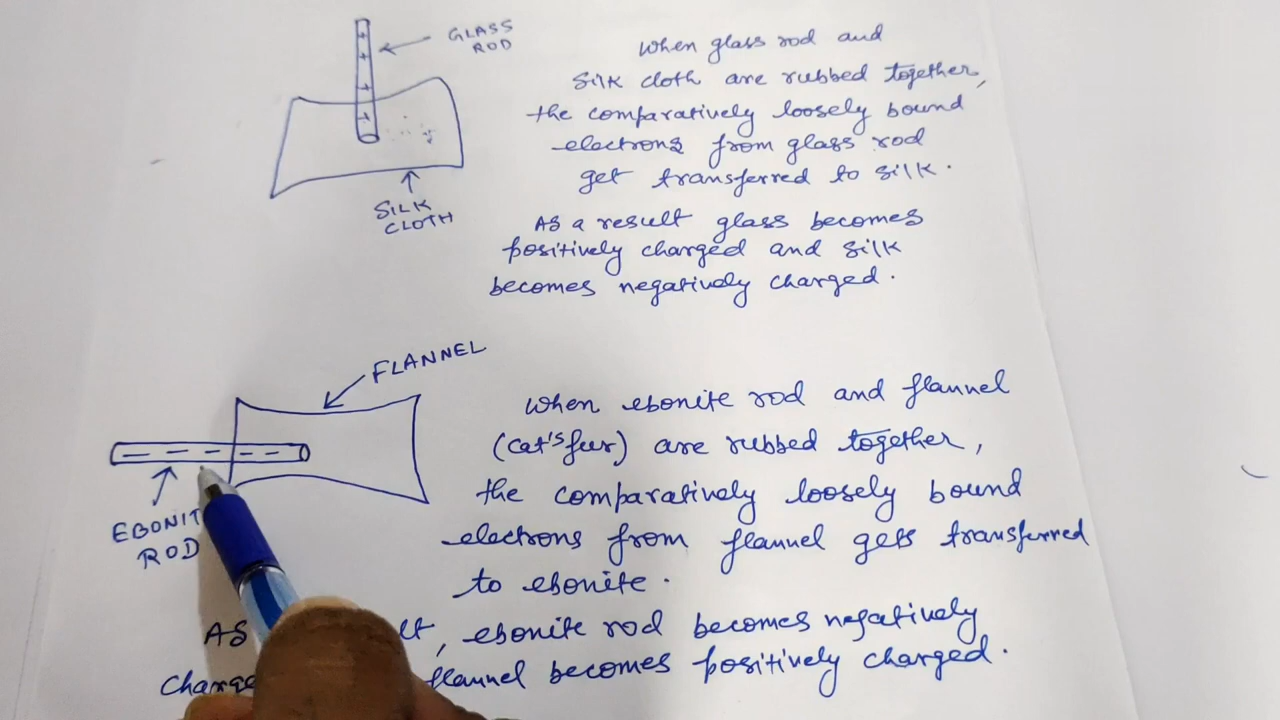 GLASS
ROD
SILK
CLOTH
When glass rod and
Silk cloth are rubbed together,
the comparatively loosely bound
electrons from glass rod
get transferred to silk.
As a result glass becomes
positively charged and silk
becomes negatively charged.
FLANNEL
EBONIT
ROD
When ebonite rod and flannel
(cat's fur) are rubbed together,
the comparatively loosely bound
electrons from flannel gets transferred
to ebonite.
As lt, ebonite rod becomes negatively
charge flannel becomes positively charged.